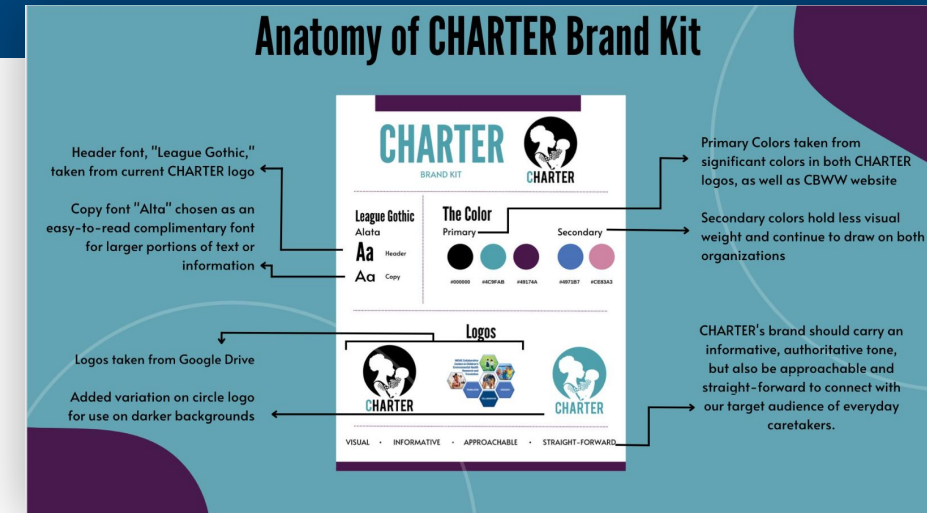 Anatomy of CHARTER Brand Kit
Header font, "League Gothic,"
taken from current CHARTER logo
Copy font "Alta" chosen as an
easy-to-read complimentary font
for larger portions of text or
information
Logos taken from Google Drive
Added variation on circle logo
for use on darker backgrounds
CHARTER
BRAND KIT
CHARTER
League Gothic
Alata
Aa Header
Aa Copy
The Color
Primary
Secondary
#000000 #4C9FAB #49174A #4971B7 #CE83A3
Logos
CHARTER
CHARTER
VISUAL · INFORMATIVE · APPROACHABLE · STRAIGHT-FORWARD
Primary Colors taken from
significant colors in both CHARTER
logos, as well as CBWW website
Secondary colors hold less visual
weight and continue to draw on both
organizations
CHARTER's brand should carry an
informative, authoritative tone,
but also be approachable and
straight-forward to connect with
our target audience of everyday
caretakers.